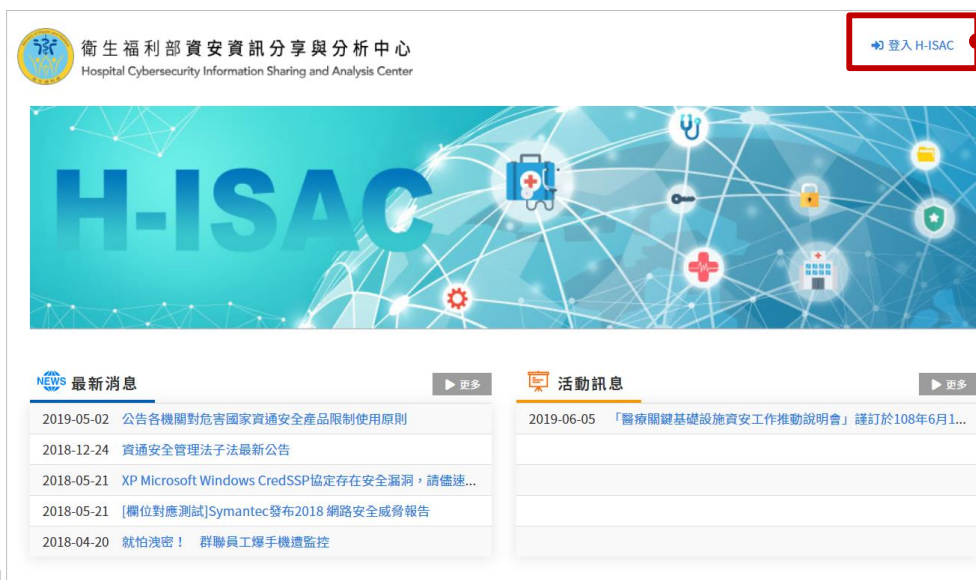 衛生福利部資安資訊分享與分析中心
Hospital Cybersecurity Information Sharing and Analysis Center
登入 H-ISAC
H-ISAC
NEWS 最新消息
更多
2019-05-02 公告各機關對危害國家資通安全產品限制使用原則
2018-12-24 資通安全管理法子法最新公告
2018-05-21 XP Microsoft Windows CredSSP協定存在安全漏洞，請儘速...
2018-05-21 [欄位對應測試]Symantec發布2018 網路安全威脅報告
2018-04-20 就怕洩密！ 群聯員工爆手機遭監控
活動訊息
更多
2019-06-05 「醫療關鍵基礎設施資安工作推動說明會」謹訂於108年6月1...